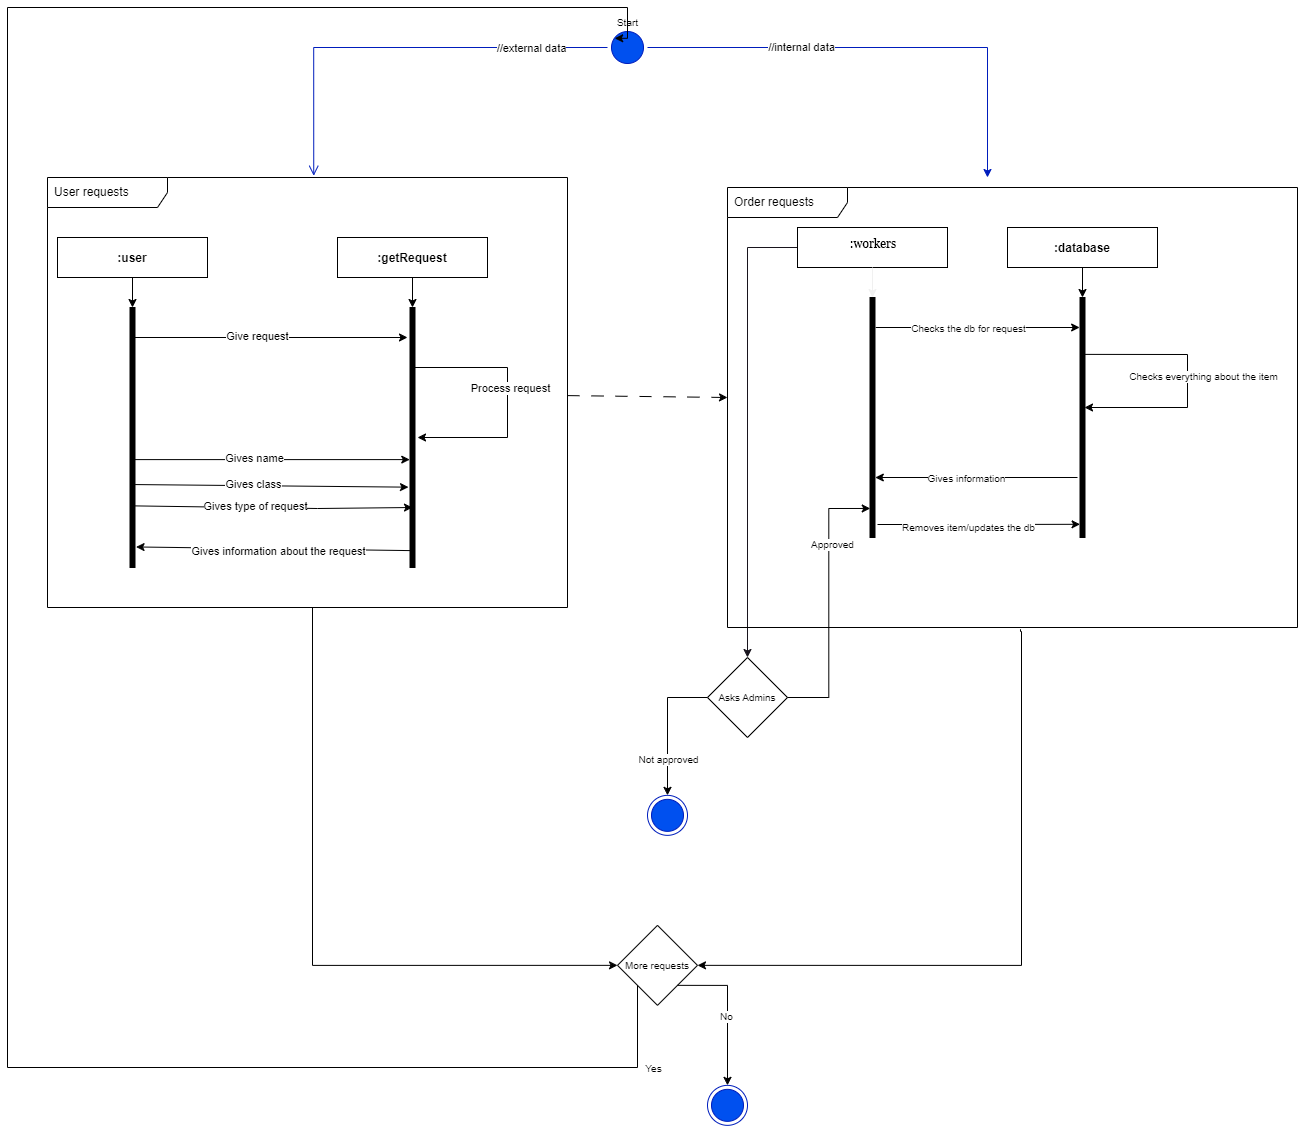 Start
//external data
//internal data
User requests
Order requests
:user
:getRequest
:workers
:database
Give request
Checks the db for request
Process request
Checks everything about the item
Gives name
Gives class
Gives information
Gives type of request
Removes item/updates the db
Gives information about the request
Approved
Asks Admins
Not approved
More requests
No
Yes